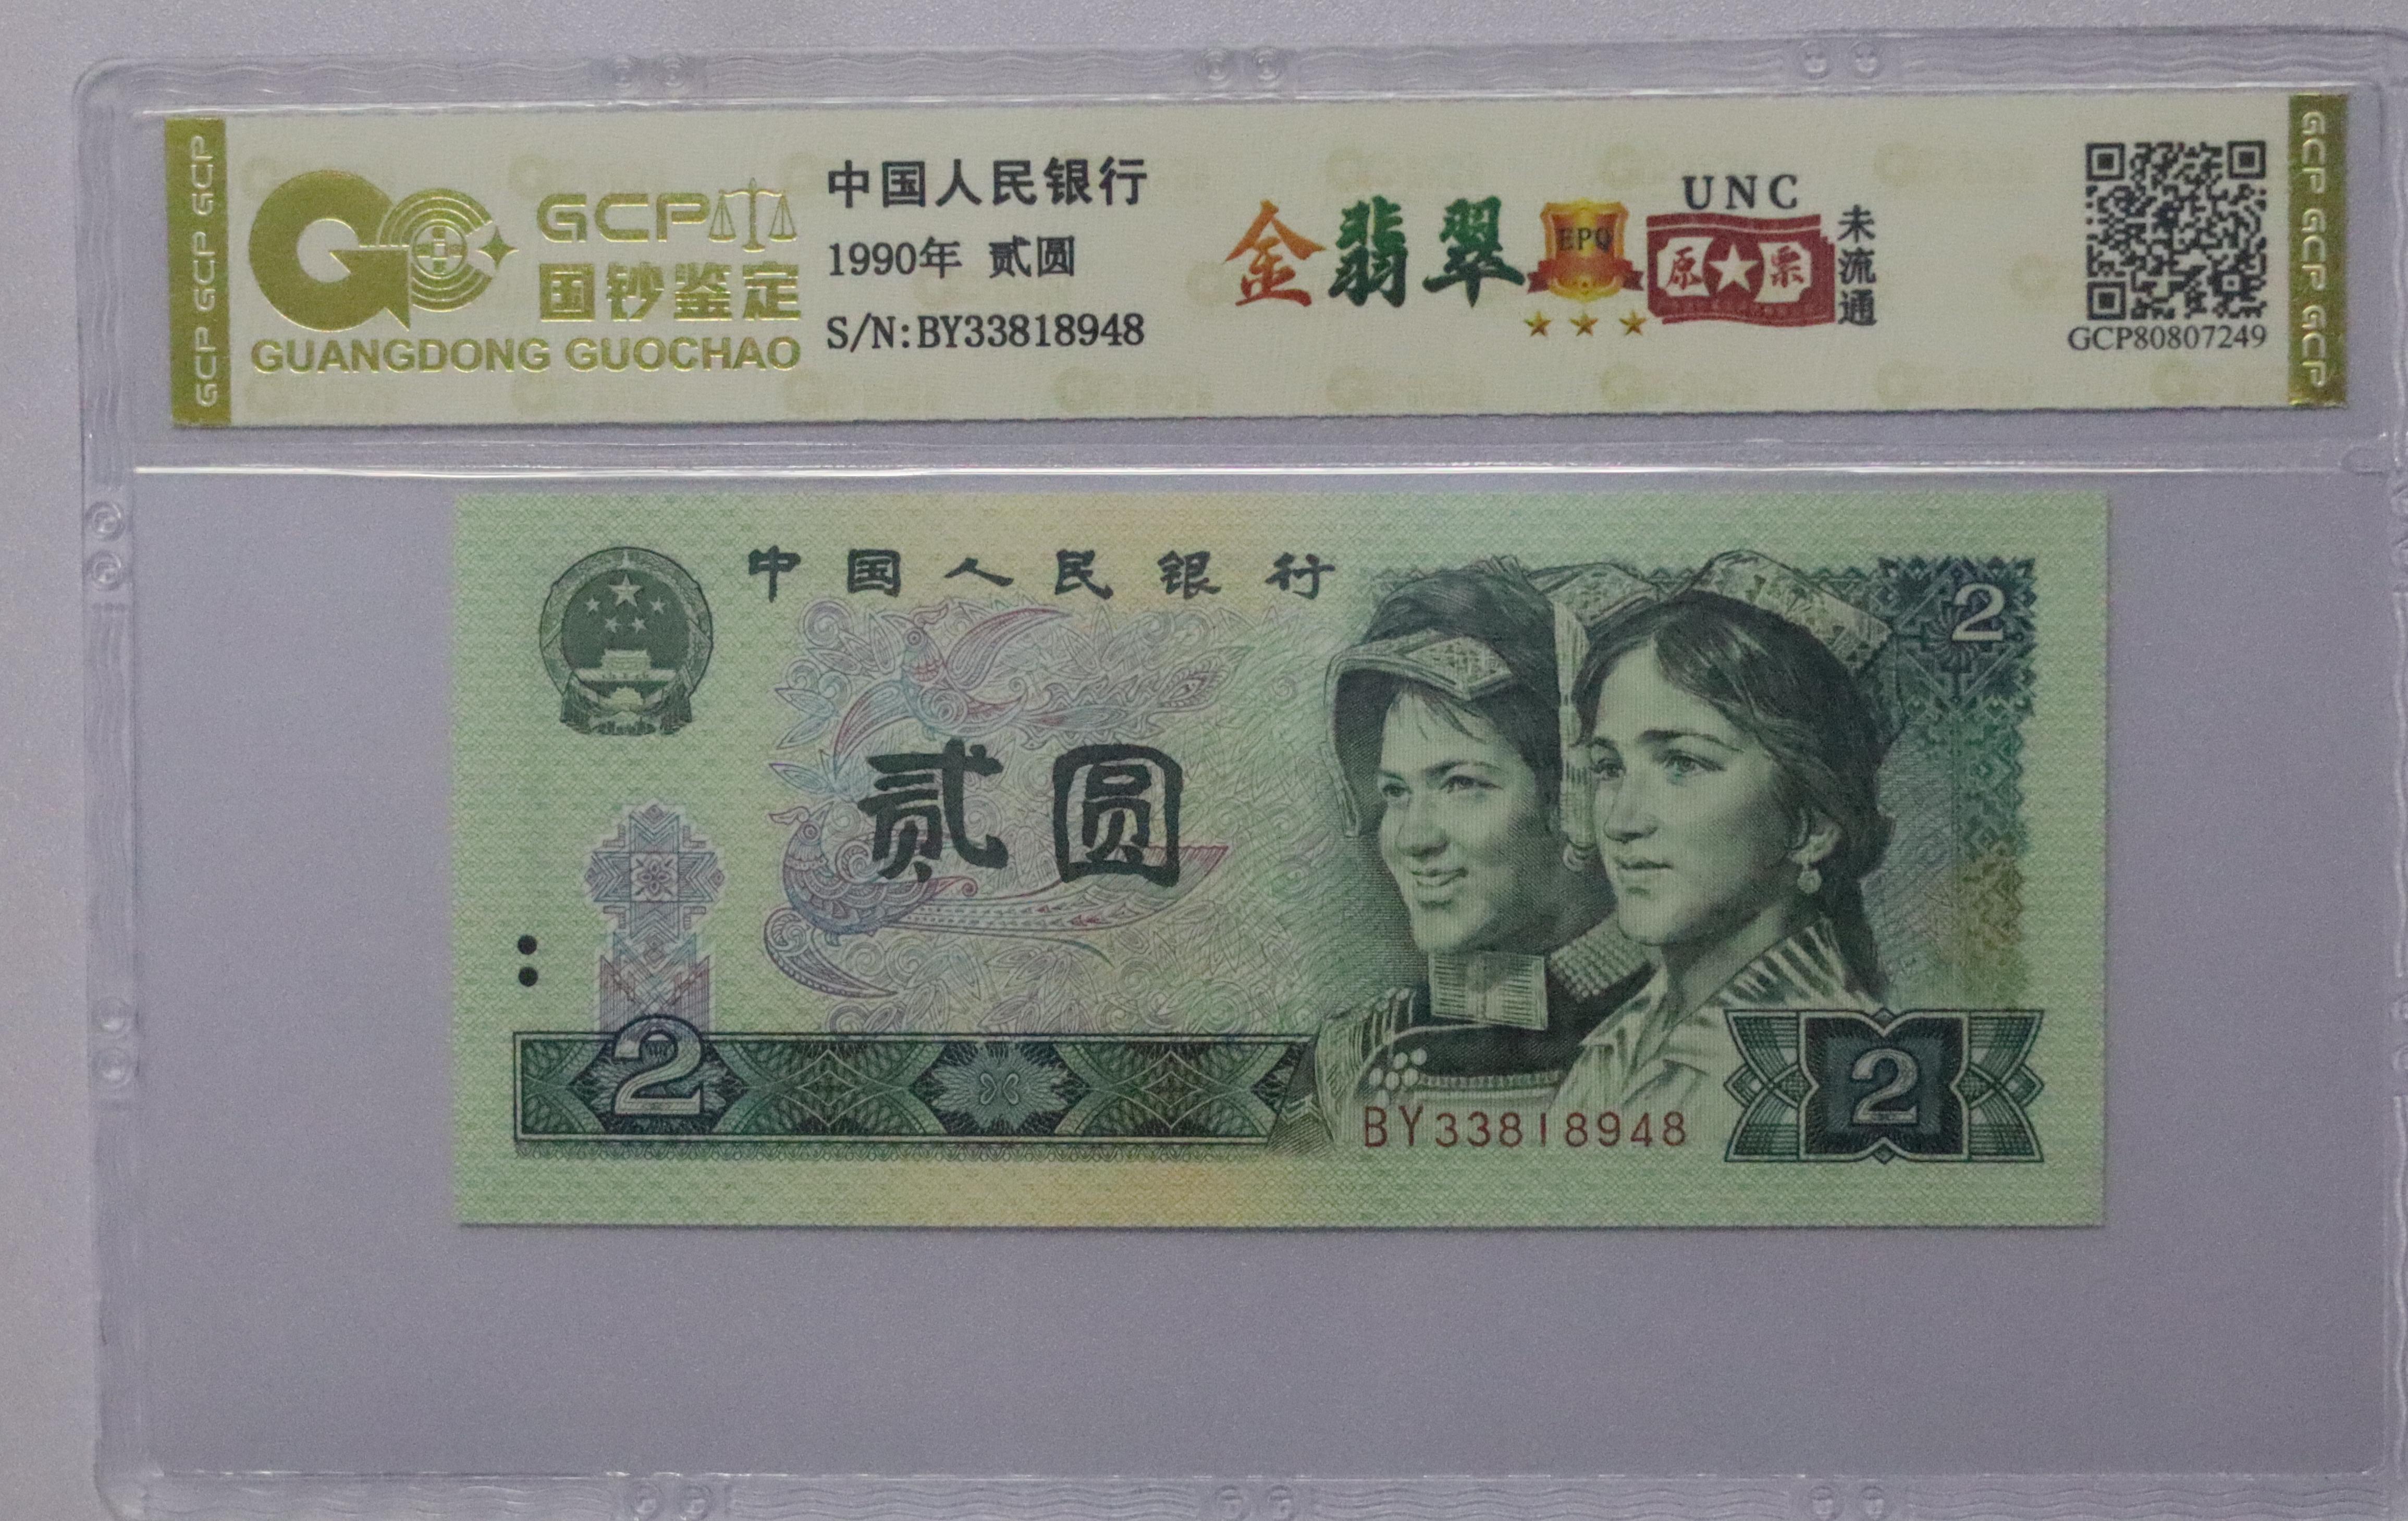 GCP GCP GCP
GCP
国钞鉴定
GUANGDONG GUOCHAO
中国人民银行
1990年 贰圆
S/N:BY33818948
金翡翠
EPQ
UNC
原票
未流通
GCP80807249
GCP GCP GCP
中国人民银行
2
贰圆
2
BY33818948
2